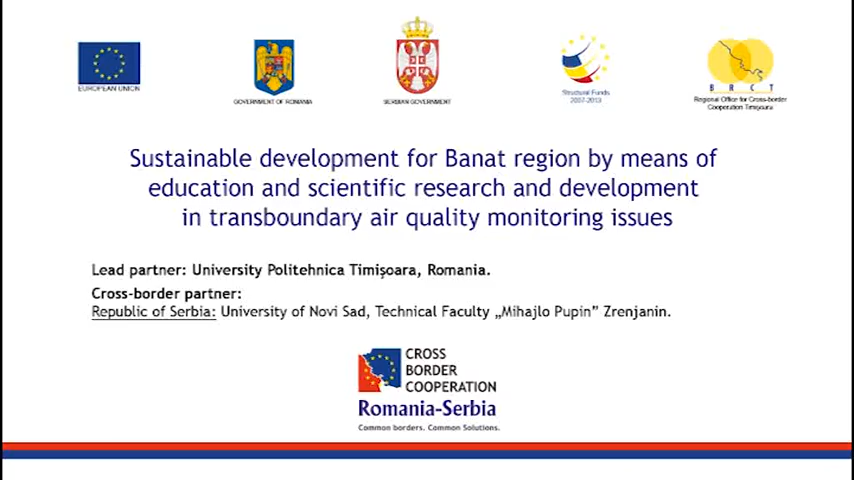 EUROPEAN UNION
GOVERNMENT OF ROMANIA
SERBIAN GOVERNMENT
Structural Funds
2007-2013
B R C T
Regional Office for Cross-border
Cooperation Timişoara
Sustainable development for Banat region by means of
education and scientific research and development
in transboundary air quality monitoring issues
Lead partner: University Politehnica Timişoara, Romania.
Cross-border partner:
Republic of Serbia: University of Novi Sad, Technical Faculty „Mihajlo Pupin” Zrenjanin.
CROSS
BORDER
COOPERATION
Romania-Serbia
Common borders. Common Solutions.